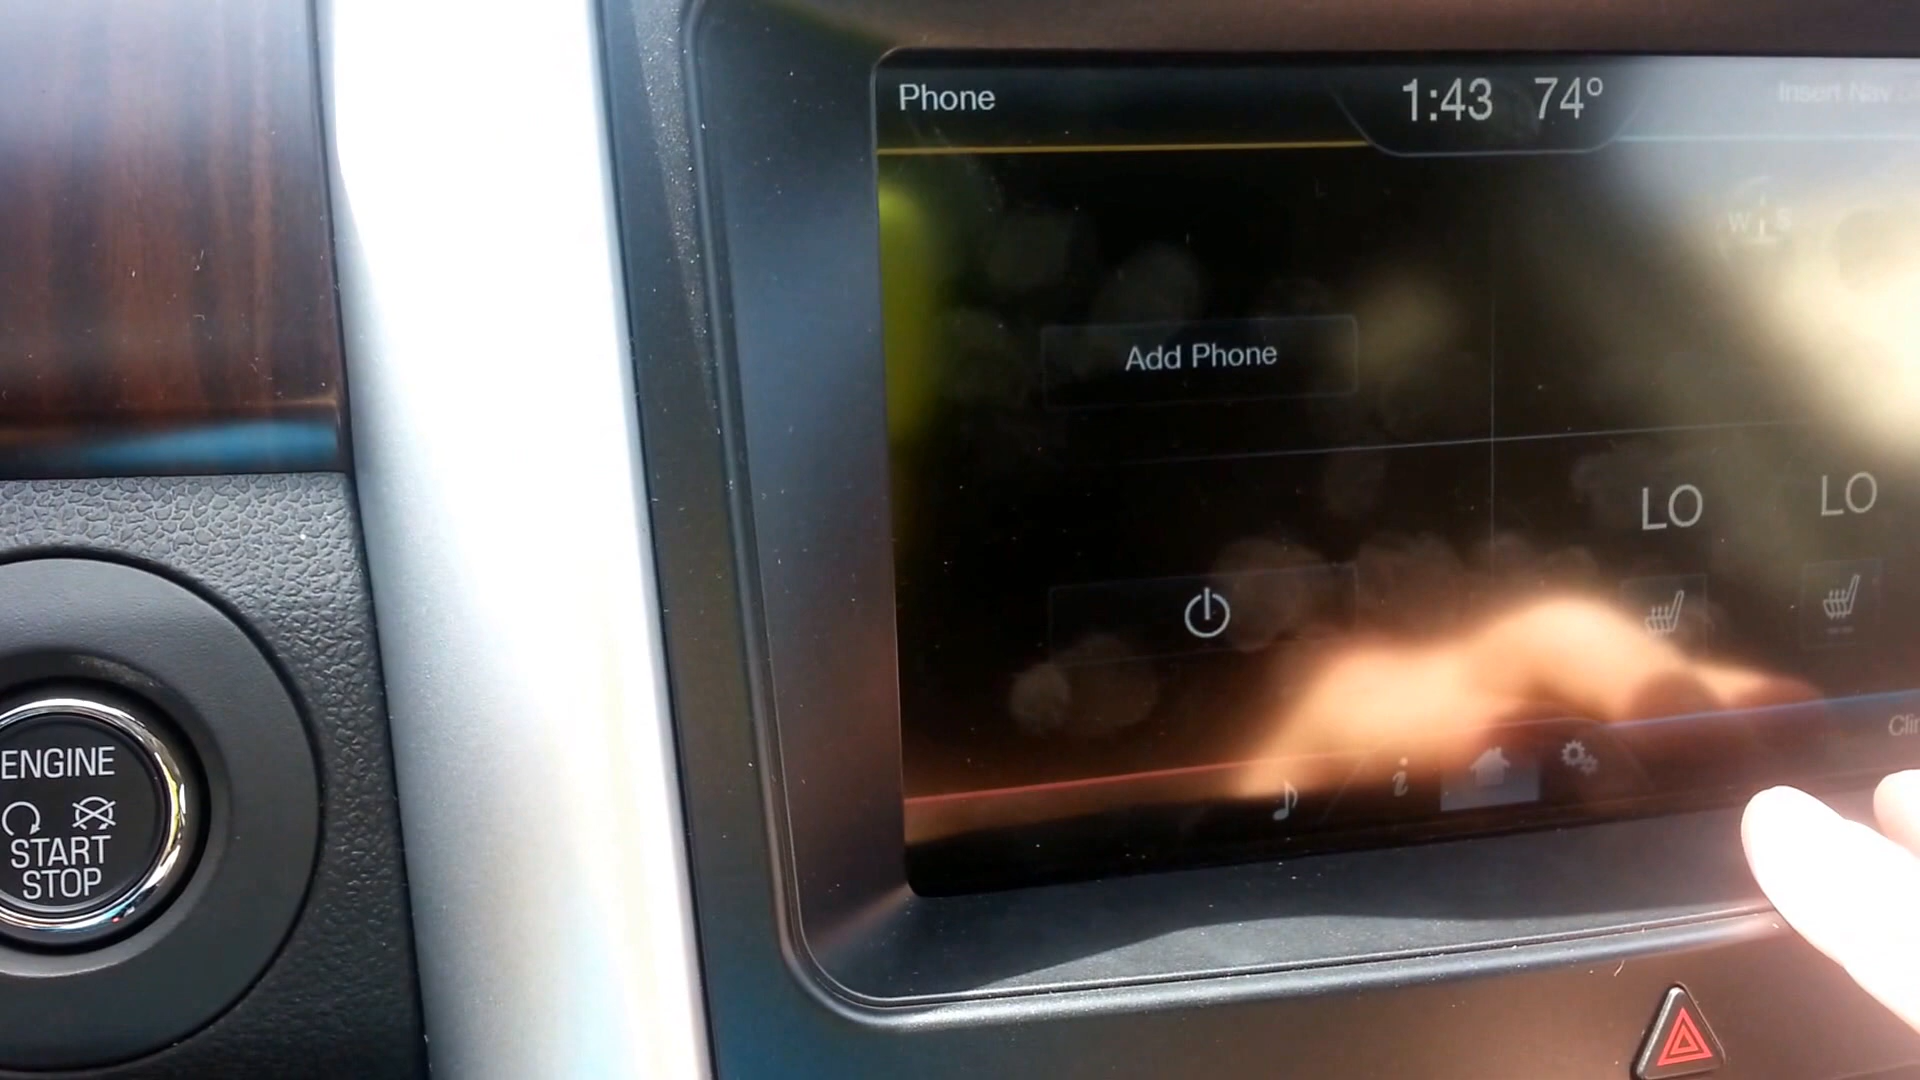 Phone
1:43 74°
Insert Nav
W S
Add Phone
LO LO
i
ENGINE
START
STOP